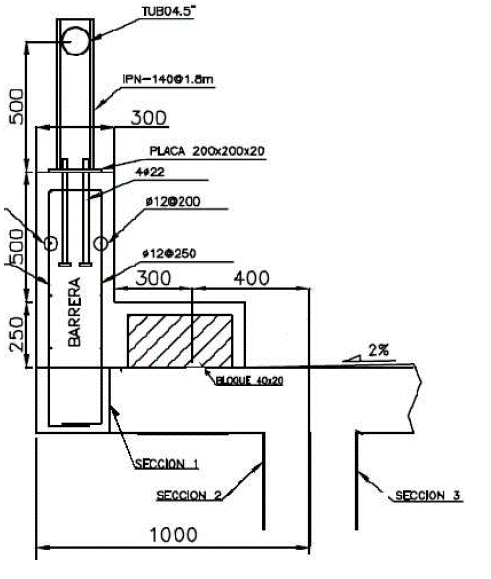 TUBO4.5"
IPN-140@1.8m
500
300
PLACA 200x200x20
4ø22
ø12@200
500
ø12@250
300
400
BARRERA
250
2%
BLOQUE 40x20
SECCION 1
SECCION 2
SECCION 3
1000